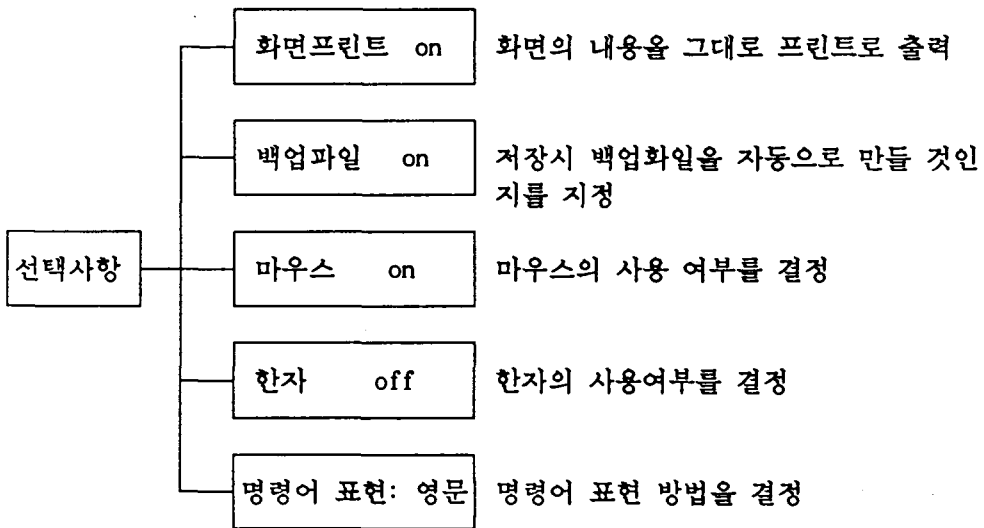 화면프린트 on 화면의 내용을 그대로 프린트로 출력
백업파일 on 저장시 백업화일을 자동으로 만들 것인
지를 지정
선택사항 마우스 on 마우스의 사용 여부를 결정
한자 off 한자의 사용여부를 결정
명령어 표현: 영문 명령어 표현 방법을 결정